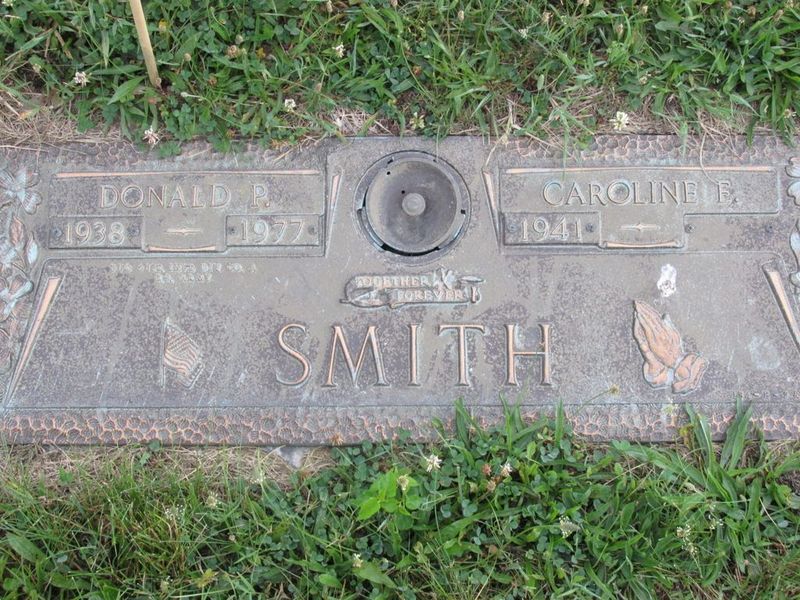 DONALD P.
1938 1977
CAROLINE E.
1941
TOGETHER
FOREVER
SMITH